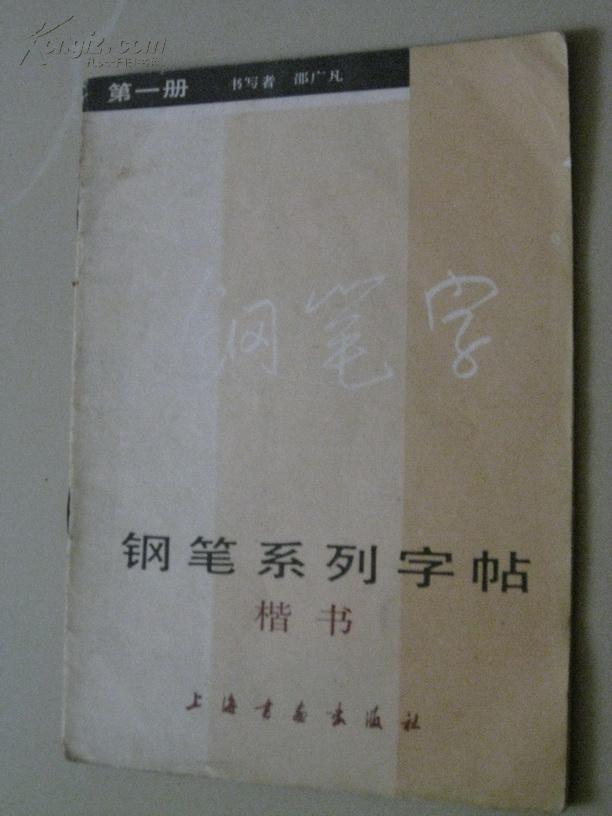 Kongfz.com
第一册 书写者 邵广凡
钢笔字
钢笔系列字帖
楷书
上海书画出版社